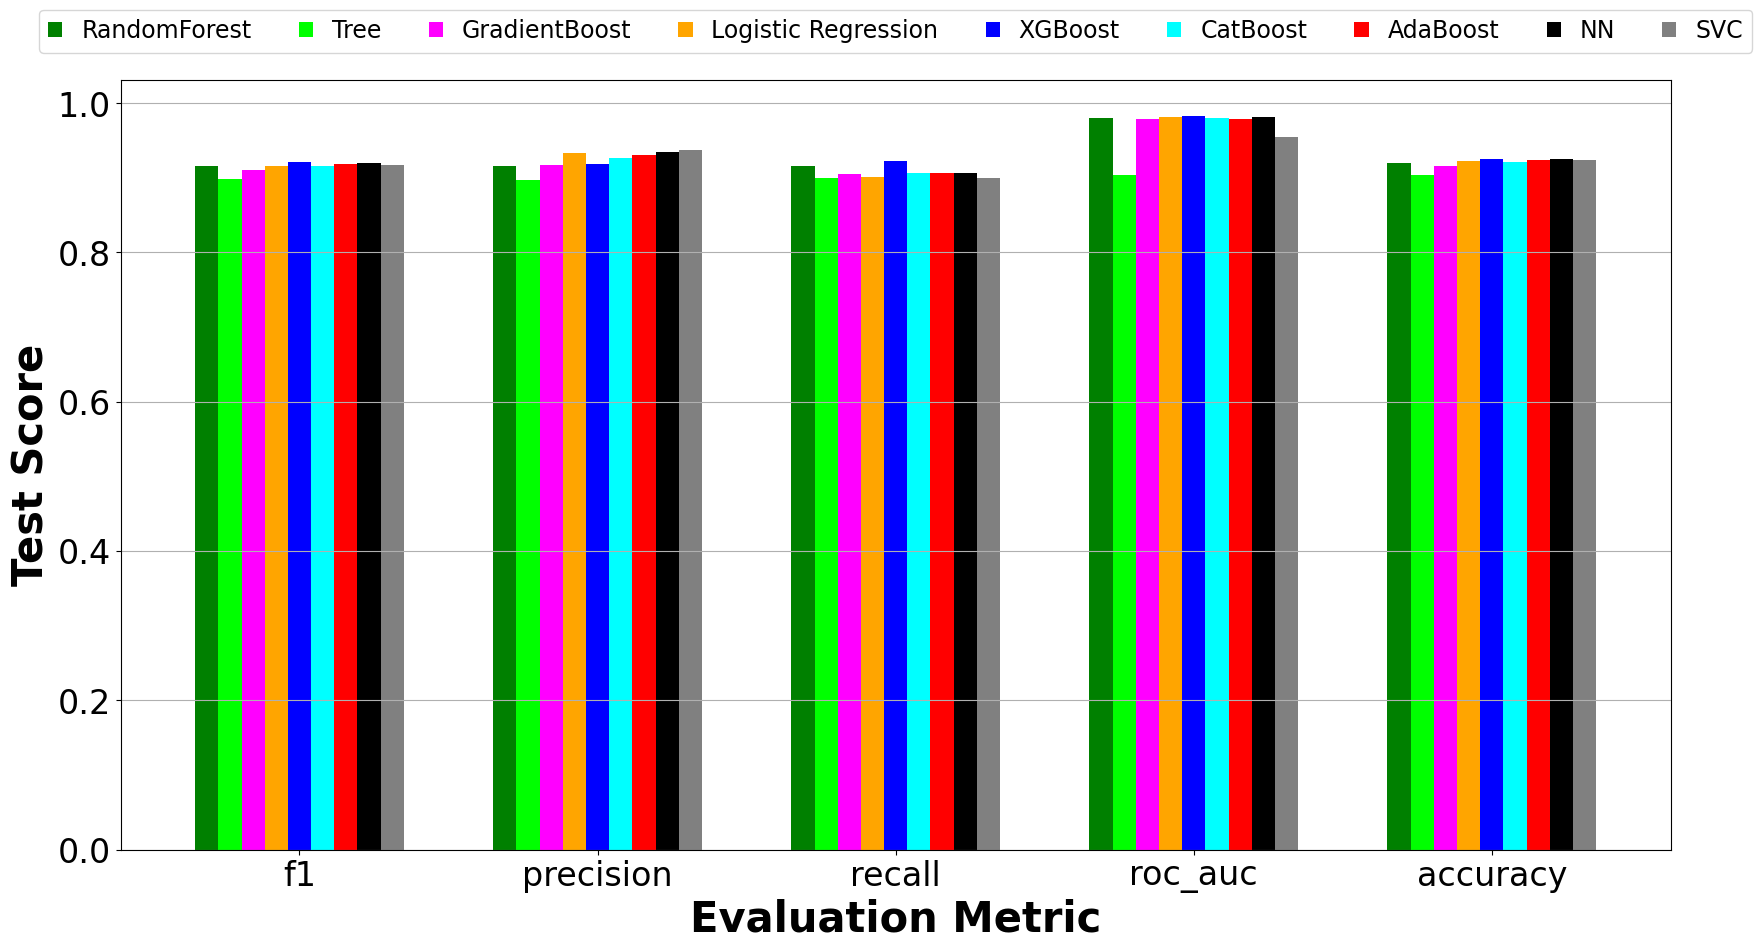 RandomForest Tree GradientBoost Logistic Regression XGBoost CatBoost AdaBoost NN SVC
1.0
0.8
0.6
0.4
0.2
0.0
Test Score
f1 precision recall roc_auc accuracy
Evaluation Metric